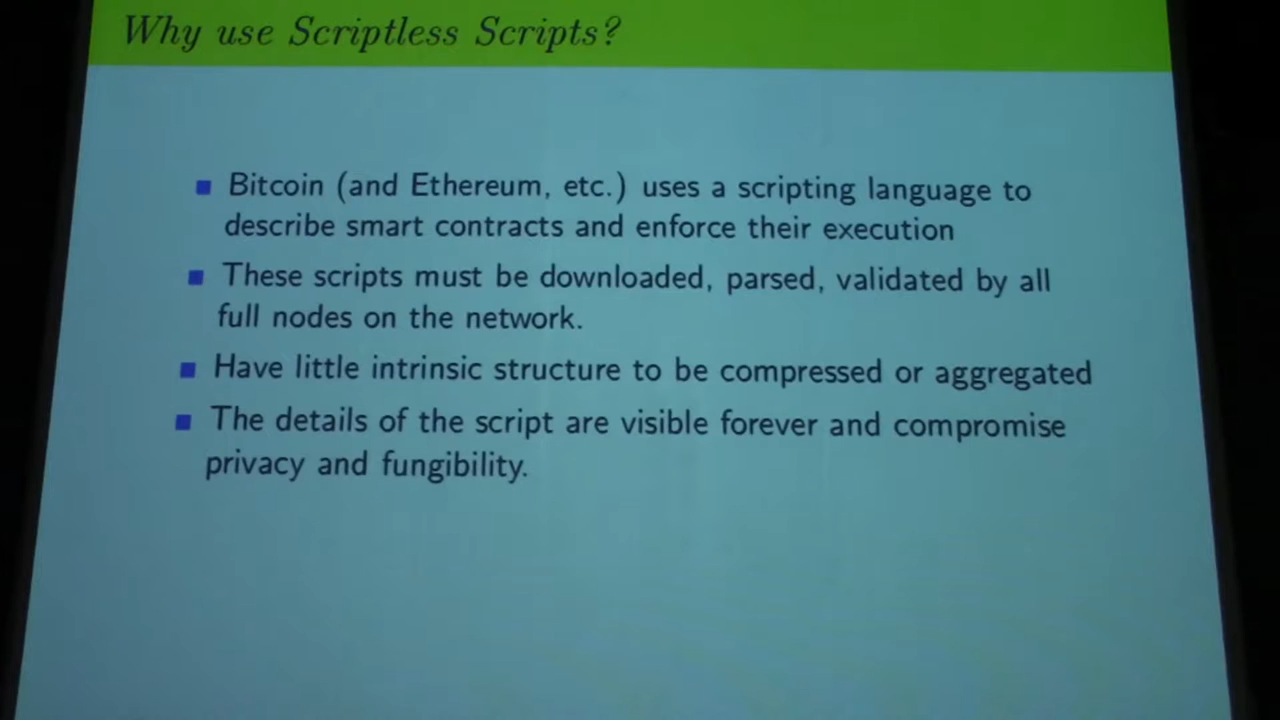 Why use Scriptless Scripts?
Bitcoin (and Ethereum, etc.) uses a scripting language to
describe smart contracts and enforce their execution
These scripts must be downloaded, parsed, validated by all
full nodes on the network.
Have little intrinsic structure to be compressed or aggregated
The details of the script are visible forever and compromise
privacy and fungibility.